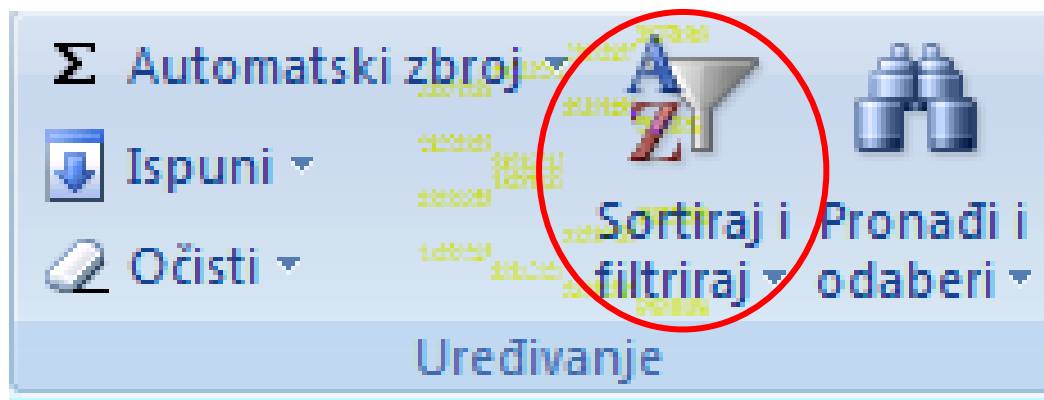 Σ Automatski zbroj
Ispuni
Očisti
A
Z
Sortiraj i
filtriraj
Pronađi i
odaberi
Uređivanje